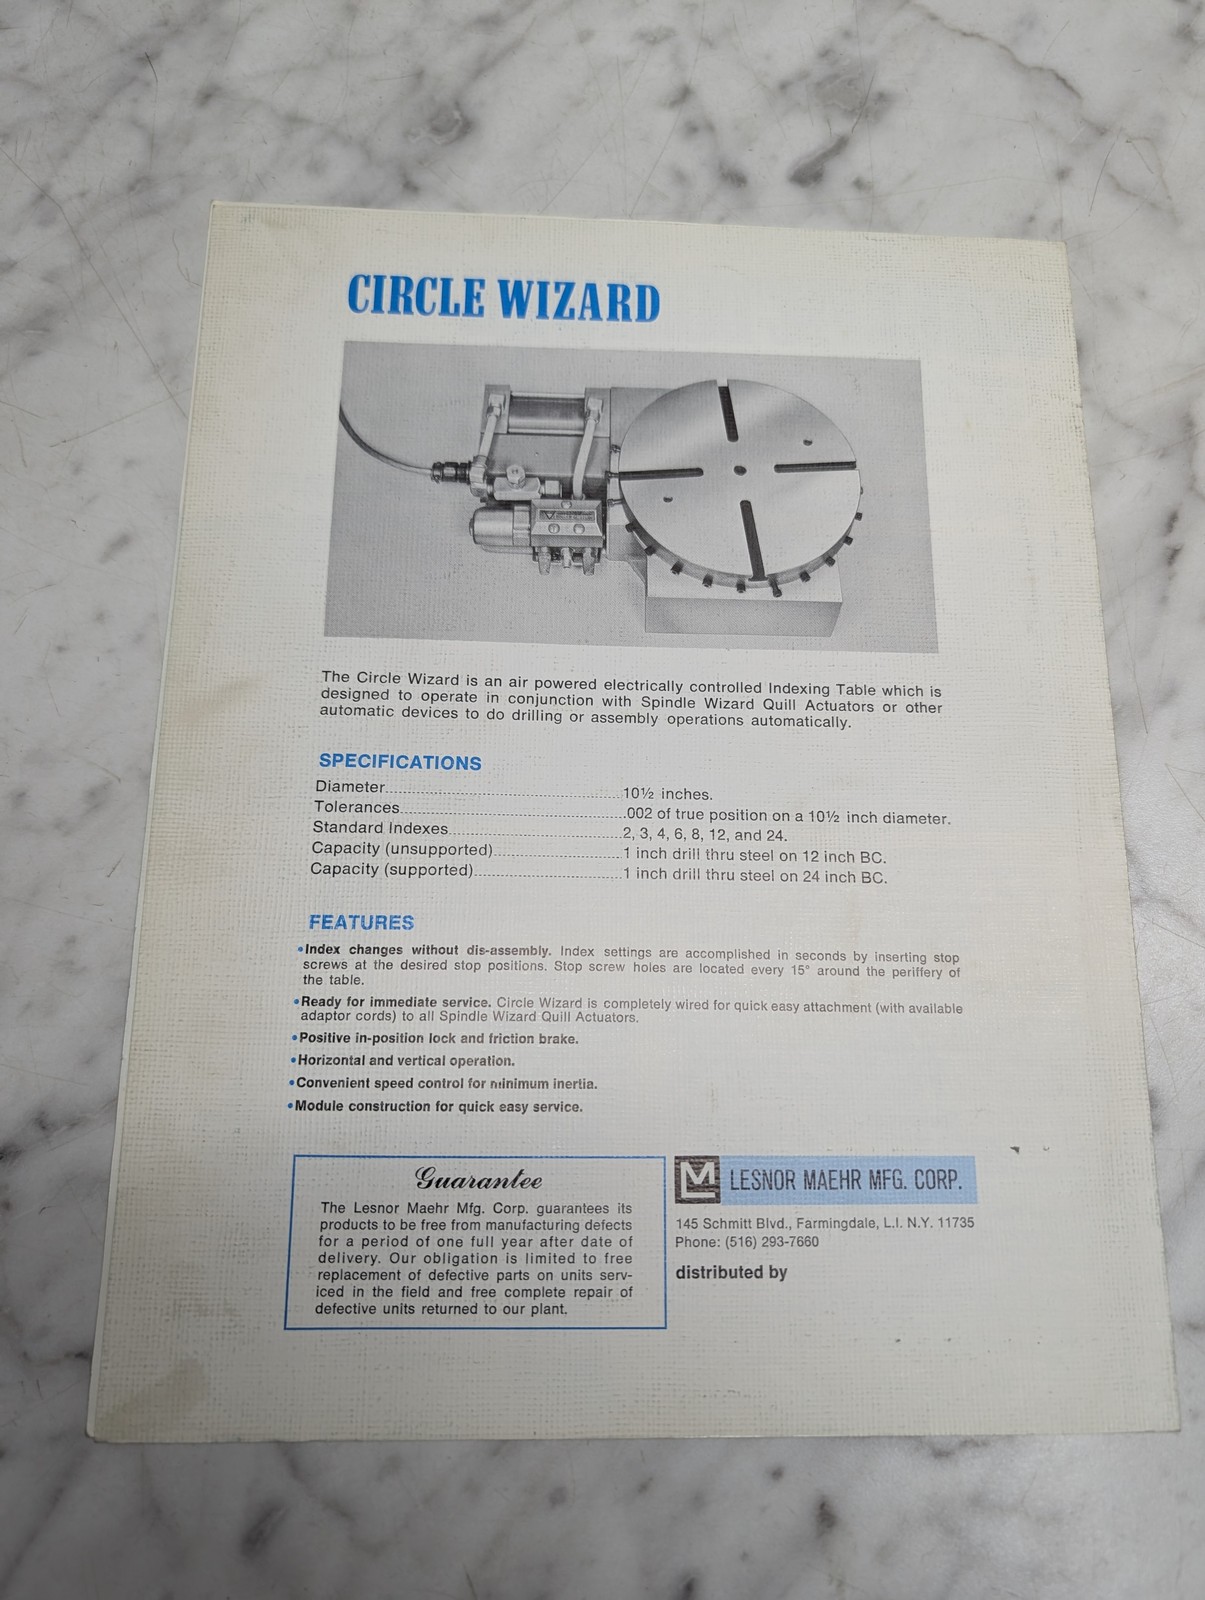 CIRCLE WIZARD
The Circle Wizard is an air powered electrically controlled Indexing Table which is
designed to operate in conjunction with Spindle Wizard Quill Actuators or other
automatic devices to do drilling or assembly operations automatically.
SPECIFICATIONS
Diameter........................................10½ inches.
Tolerances........................................002 of true position on a 10½ inch diameter.
Standard Indexes..............................2, 3, 4, 6, 8, 12, and 24.
Capacity (unsupported)......................1 inch drill thru steel on 12 inch BC.
Capacity (supported).........................1 inch drill thru steel on 24 inch BC.
FEATURES
•Index changes without dis-assembly. Index settings are accomplished in seconds by inserting stop
screws at the desired stop positions. Stop screw holes are located every 15° around the periffery of
the table.
•Ready for immediate service. Circle Wizard is completely wired for quick easy attachment (with available
adaptor cords) to all Spindle Wizard Quill Actuators.
•Positive in-position lock and friction brake.
•Horizontal and vertical operation.
•Convenient speed control for minimum inertia.
•Module construction for quick easy service.
Guarantee
The Lesnor Maehr Mfg. Corp. guarantees its
products to be free from manufacturing defects
for a period of one full year after date of
delivery. Our obligation is limited to free
replacement of defective parts on units serv-
iced in the field and free complete repair of
defective units returned to our plant.
LM LESNOR MAEHR MFG. CORP.
145 Schmitt Blvd., Farmingdale, L.I. N.Y. 11735
Phone: (516) 293-7660
distributed by